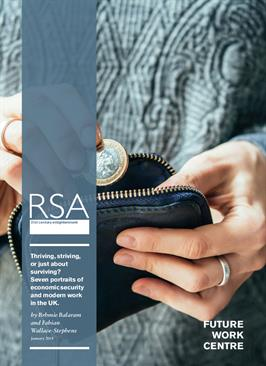 RSA
21st century enlightenment
Thriving, striving,
or just about
surviving?
Seven portraits of
economic security
and modern work
in the UK.
by Brhmie Balaram
and Fabian
Wallace-Stephens
January 2018
FUTURE
WORK
CENTRE